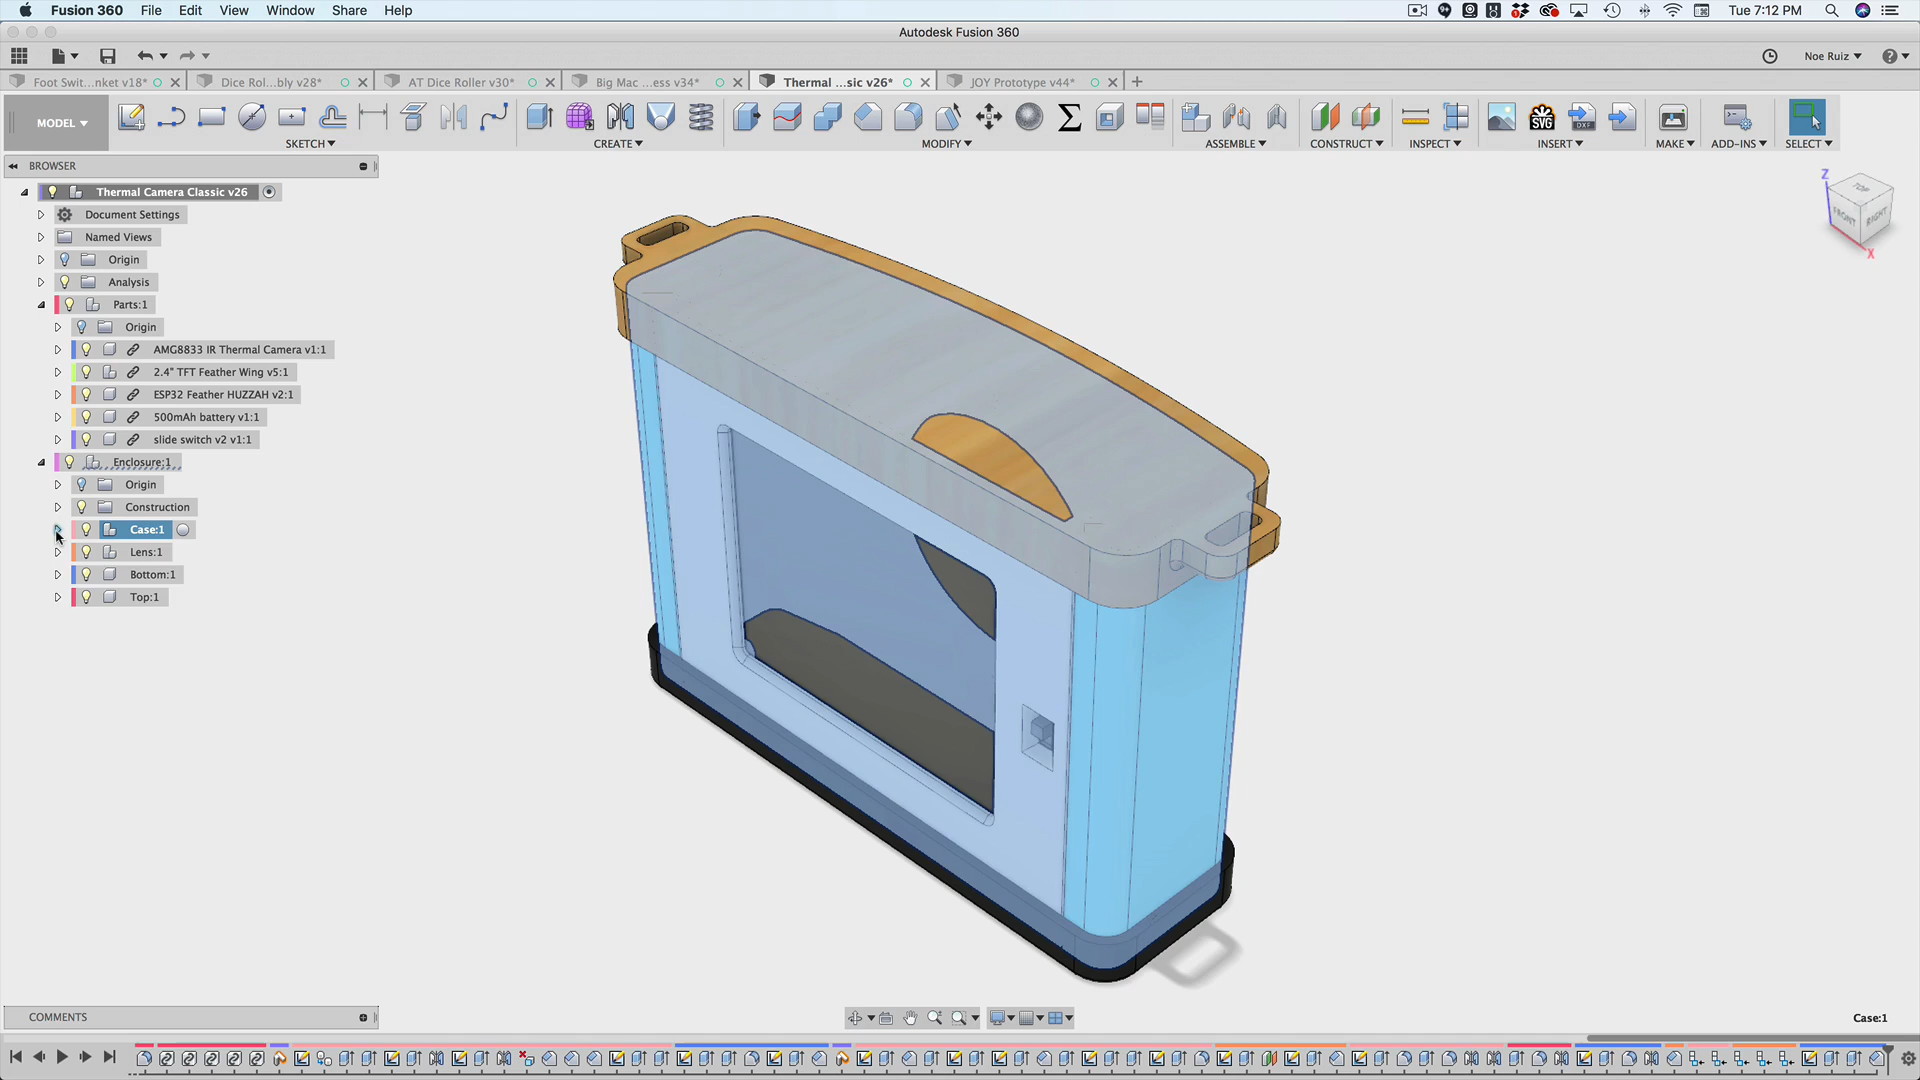 Fusion 360 File Edit View Window Share Help Tue 7:12 PM
Autodesk Fusion 360
Noe Ruiz
Foot Swit...nket v18* Dice Rol...bly v28* AT Dice Roller v30* Big Mac ...ess v34* Thermal ...sic v26* JOY Prototype v44*
MODEL
SVG DXF
SKETCH CREATE MODIFY ASSEMBLE CONSTRUCT INSPECT INSERT MAKE ADD-INS SELECT
BROWSER
Thermal Camera Classic v26
Document Settings
Named Views
Origin
Analysis
Parts:1
Origin
AMG8833 IR Thermal Camera v1:1
2.4" TFT Feather Wing v5:1
ESP32 Feather HUZZAH v2:1
500mAh battery v1:1
slide switch v2 v1:1
Enclosure:1
Origin
Construction
Case:1
Lens:1
Bottom:1
Top:1
Z
TOP
FRONT RIGHT
X
COMMENTS
Case:1